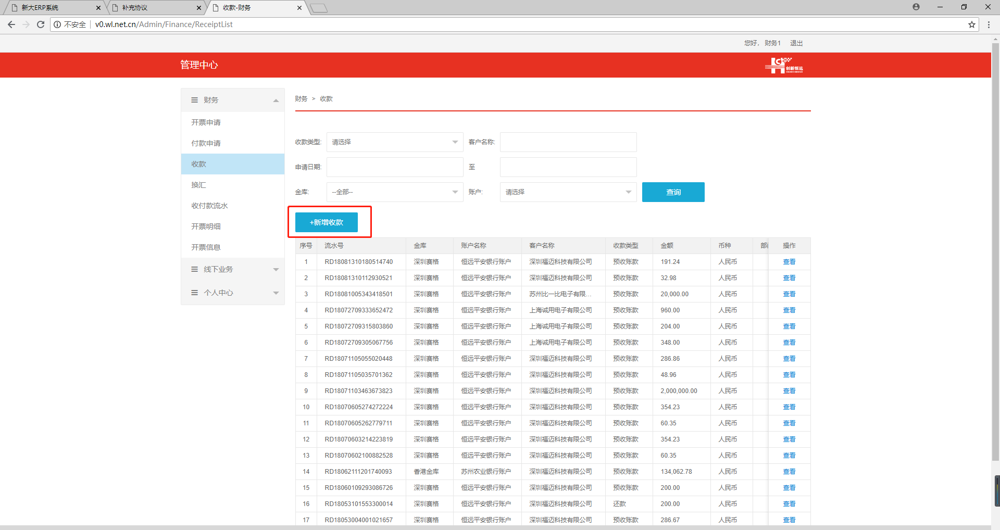 新大ERP系统
补充协议
收款-财务
不安全 v0.wl.net.cn/Admin/Finance/ReceiptList
您好, 财务1 退出
管理中心
创新恒远
财务
开票申请
付款申请
收款
换汇
收付款流水
开票明细
开票信息
线下业务
个人中心
财务 > 收款
收款类型: 请选择 客户名称:
申请日期: 至
金库: --全部-- 账户: 请选择 查询
+新增收款
序号 流水号 金库 账户名称 客户名称 收款类型 金额 币种 部 操作
1 RD18081310180514740 深圳赛格 恒远平安银行账户 深圳福迈科技有限公司 预收账款 191.24 人民币 查看
2 RD18081310112930521 深圳赛格 恒远平安银行账户 深圳福迈科技有限公司 预收账款 32.98 人民币 查看
3 RD18081005343418501 深圳赛格 恒远平安银行账户 苏州比一比电子有限... 预收账款 20,000.00 人民币 查看
4 RD18072709333652472 深圳赛格 恒远平安银行账户 上海诚用电子有限公司 预收账款 960.00 人民币 查看
5 RD18072709315803860 深圳赛格 恒远平安银行账户 上海诚用电子有限公司 预收账款 204.00 人民币 查看
6 RD18072709305067756 深圳赛格 恒远平安银行账户 上海诚用电子有限公司 预收账款 348.00 人民币 查看
7 RD18071105055020448 深圳赛格 恒远平安银行账户 深圳福迈科技有限公司 预收账款 286.86 人民币 查看
8 RD18071105035701362 深圳赛格 恒远平安银行账户 深圳福迈科技有限公司 预收账款 48.96 人民币 查看
9 RD18071103463673823 深圳赛格 恒远平安银行账户 深圳福迈科技有限公司 预收账款 2,000,000.00 人民币 查看
10 RD18070605274272224 深圳赛格 恒远平安银行账户 深圳福迈科技有限公司 预收账款 354.23 人民币 查看
11 RD18070605262779711 深圳赛格 恒远平安银行账户 深圳福迈科技有限公司 预收账款 60.35 人民币 查看
12 RD18070603214223819 深圳赛格 恒远平安银行账户 深圳福迈科技有限公司 预收账款 354.23 人民币 查看
13 RD18070602100882528 深圳赛格 恒远平安银行账户 深圳福迈科技有限公司 预收账款 60.35 人民币 查看
14 RD18062111201740093 香港金库 苏州农业银行账户 深圳福迈科技有限公司 预收账款 134,062.78 人民币 查看
15 RD18060109293086726 深圳赛格 恒远平安银行账户 深圳福迈科技有限公司 预收账款 200.00 人民币 查看
16 RD18053101553300014 深圳赛格 恒远平安银行账户 深圳福迈科技有限公司 还款 200.00 人民币 查看
17 RD18053004001021657 深圳赛格 恒远平安银行账户 深圳福迈科技有限公司 预收账款 286.67 人民币 查看